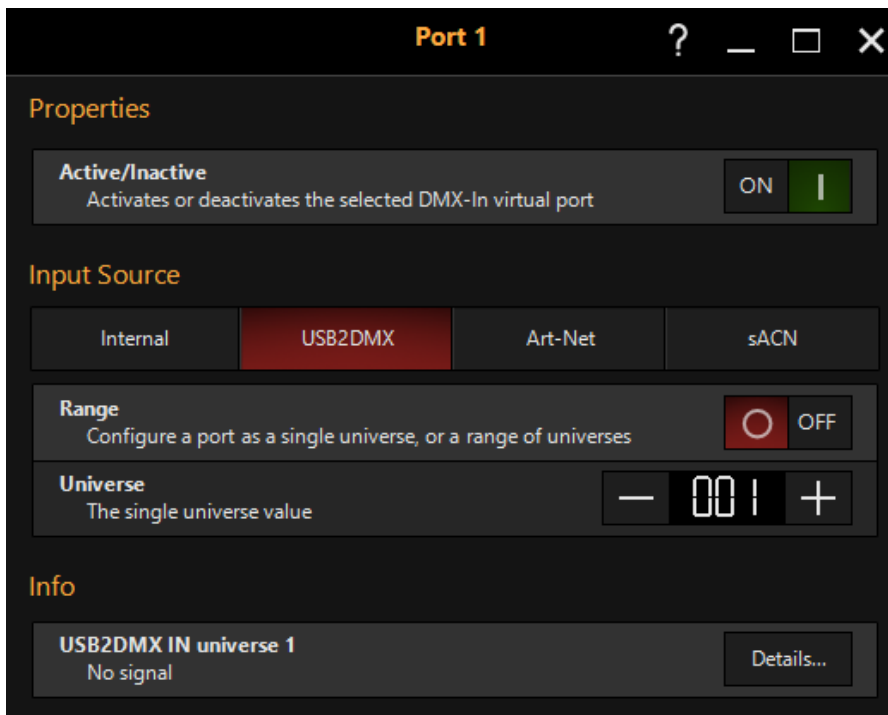 Port 1
Properties
Active/Inactive
Activates or deactivates the selected DMX-In virtual port
ON
Input Source
Internal
USB2DMX
Art-Net
sACN
Range
Configure a port as a single universe, or a range of universes
OFF
Universe
The single universe value
001
Info
USB2DMX IN universe 1
No signal
Details...